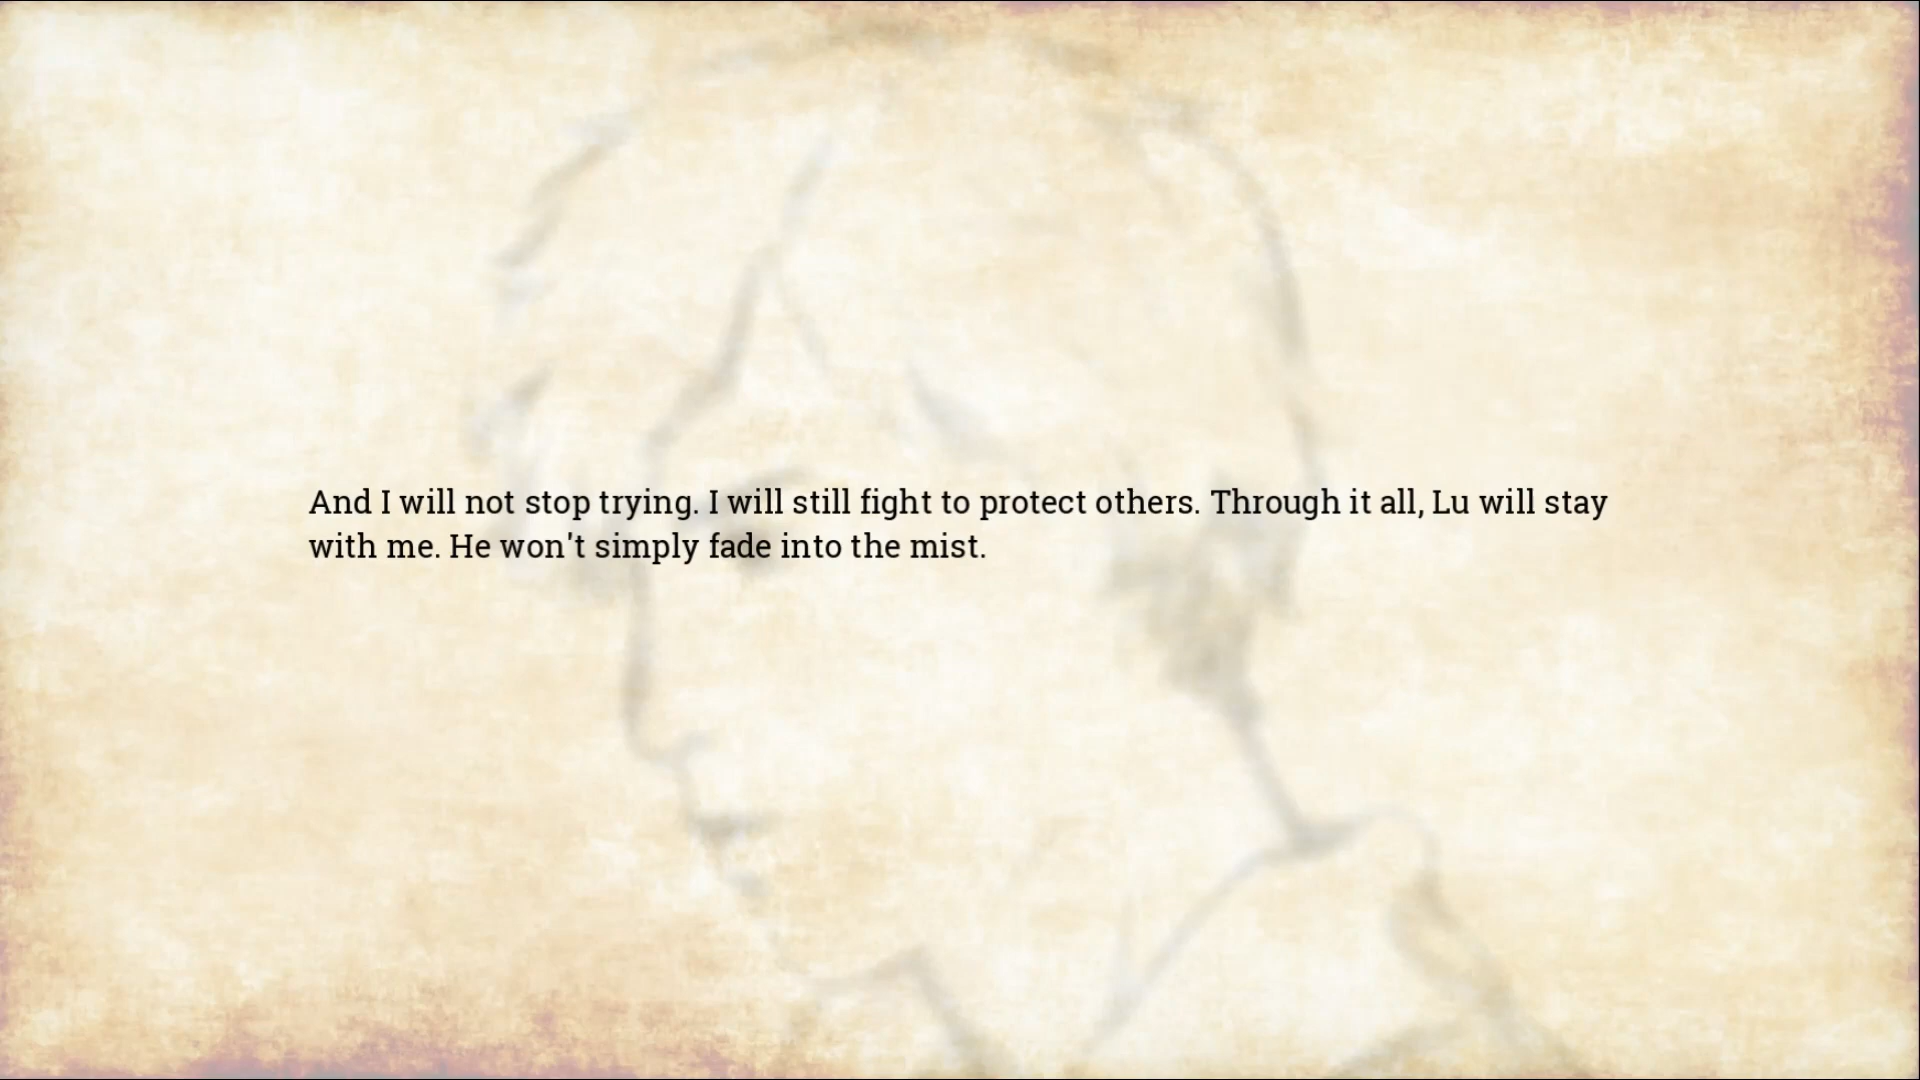 And I will not stop trying. I will still fight to protect others. Through it all, Lu will stay
with me. He won't simply fade into the mist.